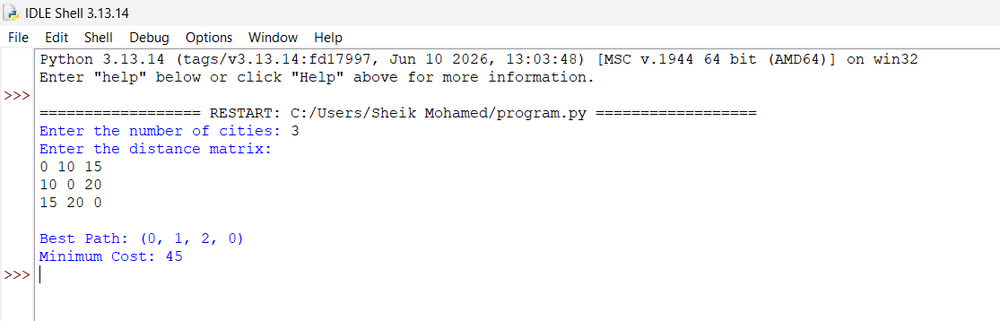 IDLE Shell 3.13.14
File Edit Shell Debug Options Window Help
Python 3.13.14 (tags/v3.13.14:fd17997, Jun 10 2026, 13:03:48) [MSC v.1944 64 bit (AMD64)] on win32
Enter "help" below or click "Help" above for more information.
>>>
================== RESTART: C:/Users/Sheik Mohamed/program.py ==================
Enter the number of cities: 3
Enter the distance matrix:
0 10 15
10 0 20
15 20 0
Best Path: (0, 1, 2, 0)
Minimum Cost: 45
>>>